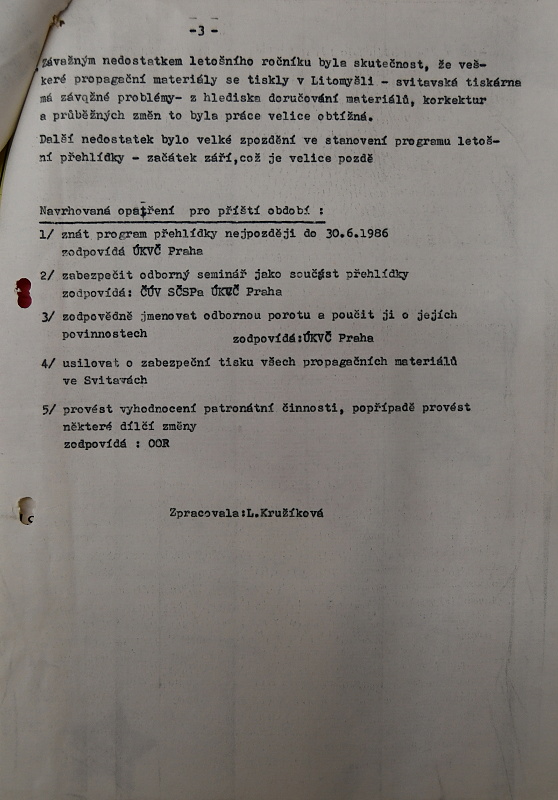 -3 -
Závažným nedostatkem letošního ročníku byla skutečnost, že veš-
keré propagační materiály se tiskly v Litomyšli - svitavská tiskárna
má závažné problémy- z hlediska doručování materiálů, korkektur
a průběžných změn to byla práce velice obtížná.
Další nedostatek bylo velké zpozdění ve stanovení programu letoš-
ní přehlídky - začátek září,což je velice pozdě
Navrhovaná opatření pro příští období :
1/ znát program přehlídky nejpozději do 30.6.1986
zodpovídá ÚKVČ Praha
2/ zabezpečit odborný seminář jako součást přehlídky
zodpovídá: ČÚV SČSPa ÚKVČ Praha
3/ zodpovědně jmenovat odbornou porotu a poučit ji o jejích
povinnostech zodpovídá:ÚKVČ Praha
4/ usilovat o zabezpění tisku všech propagačních materiálů
ve Svitavách
5/ provést vyhodnocení patronátní činnosti, popřípadě provést
některé dílčí změny
zodpovídá : OOR
Zpracovala:L.Kružíková